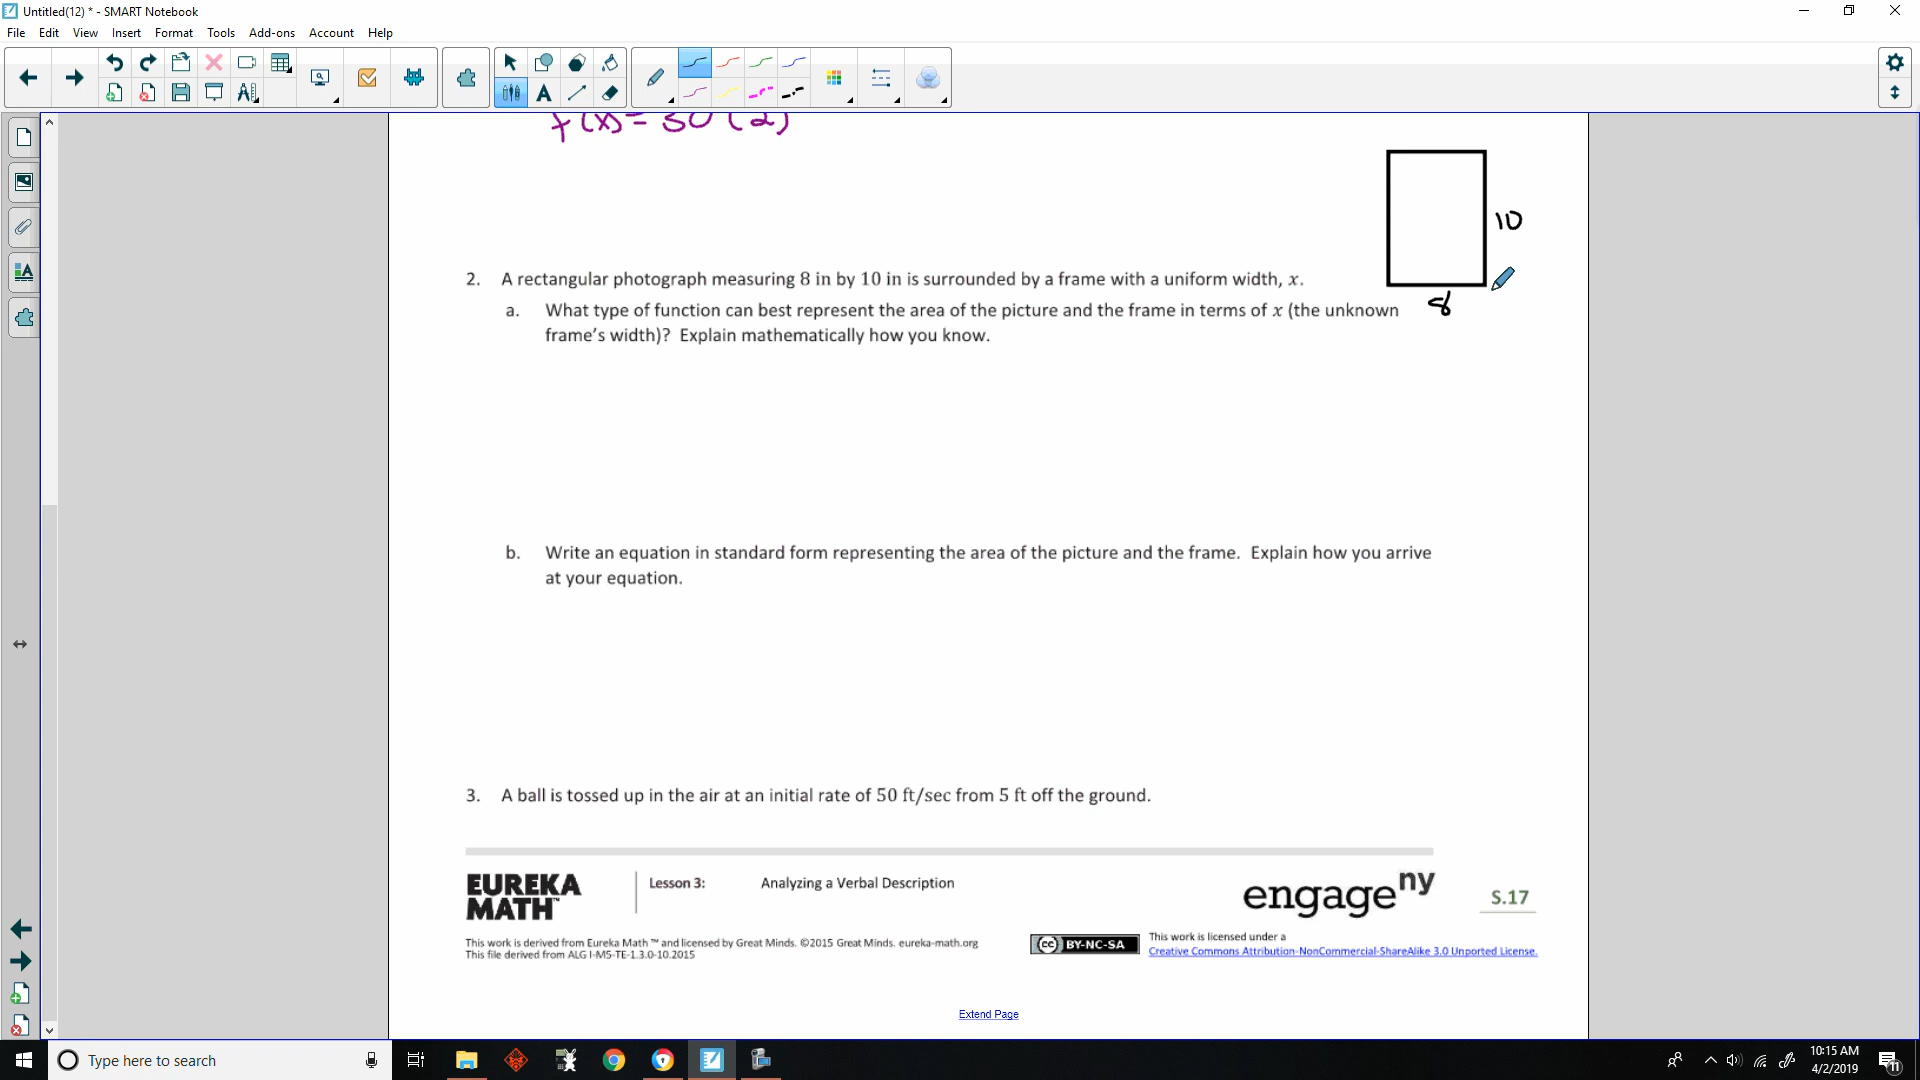 Untitled(12) * - SMART Notebook
File Edit View Insert Format Tools Add-ons Account Help
f(x)= 30(2)
10
8
2. A rectangular photograph measuring 8 in by 10 in is surrounded by a frame with a uniform width, x.
a. What type of function can best represent the area of the picture and the frame in terms of x (the unknown
frame's width)? Explain mathematically how you know.
b. Write an equation in standard form representing the area of the picture and the frame. Explain how you arrive
at your equation.
3. A ball is tossed up in the air at an initial rate of 50 ft/sec from 5 ft off the ground.
EUREKA
MATH™
Lesson 3: Analyzing a Verbal Description
engage ny
S.17
This work is derived from Eureka Math ™ and licensed by Great Minds. ©2015 Great Minds. eureka-math.org
This file derived from ALG I-M5-TE-1.3.0-10.2015
cc BY-NC-SA
This work is licensed under a
Creative Commons Attribution-NonCommercial-ShareAlike 3.0 Unported License.
Extend Page
Type here to search
10:15 AM
4/2/2019
11